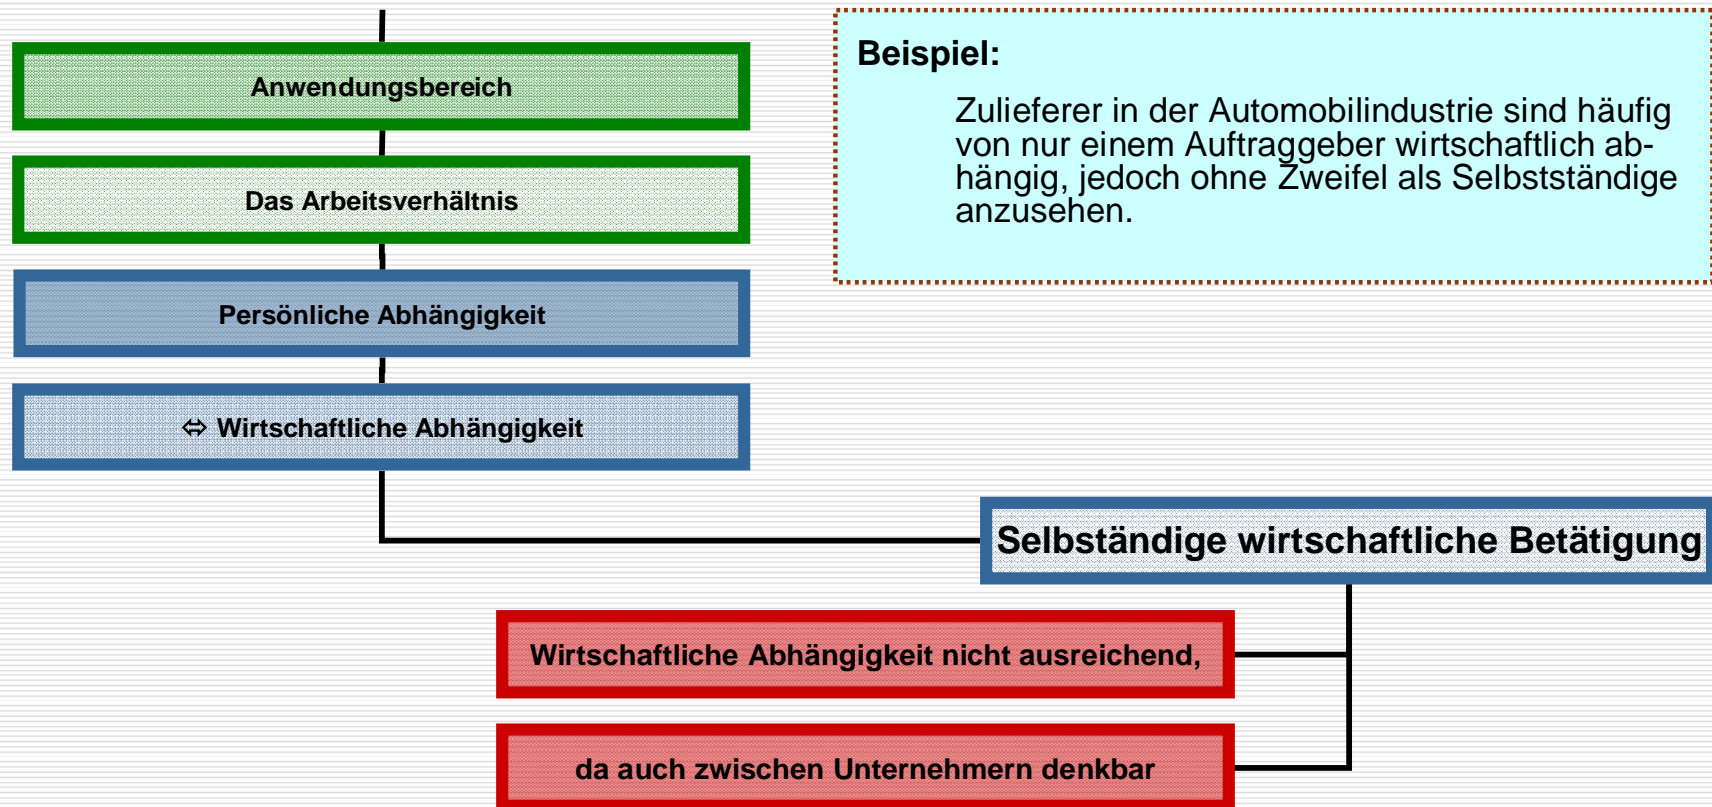 Anwendungsbereich
Das Arbeitsverhältnis
Persönliche Abhängigkeit
⇔ Wirtschaftliche Abhängigkeit
Beispiel:
Zulieferer in der Automobilindustrie sind häufig
von nur einem Auftraggeber wirtschaftlich ab-
hängig, jedoch ohne Zweifel als Selbstständige
anzusehen.
Selbständige wirtschaftliche Betätigung
Wirtschaftliche Abhängigkeit nicht ausreichend,
da auch zwischen Unternehmern denkbar